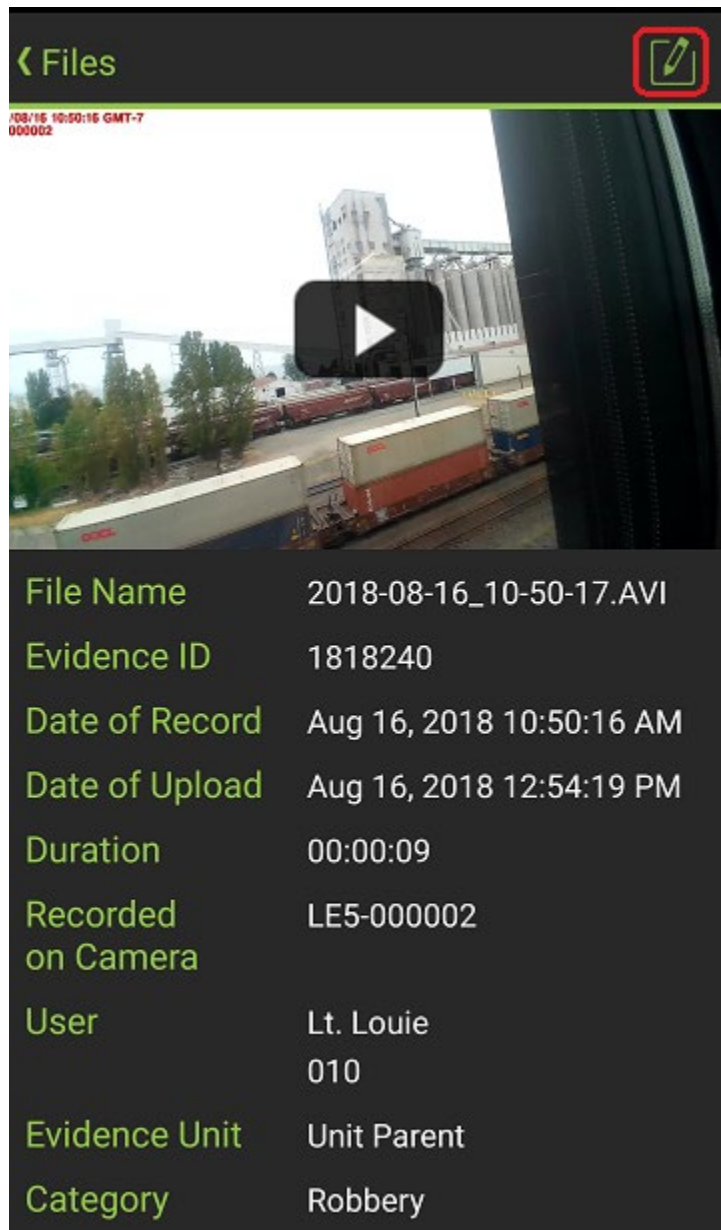 Files
/08/16 10:50:16 GMT-7
000002
File Name 2018-08-16_10-50-17.AVI
Evidence ID 1818240
Date of Record Aug 16, 2018 10:50:16 AM
Date of Upload Aug 16, 2018 12:54:19 PM
Duration 00:00:09
Recorded LE5-000002
on Camera
User Lt. Louie
010
Evidence Unit Unit Parent
Category Robbery